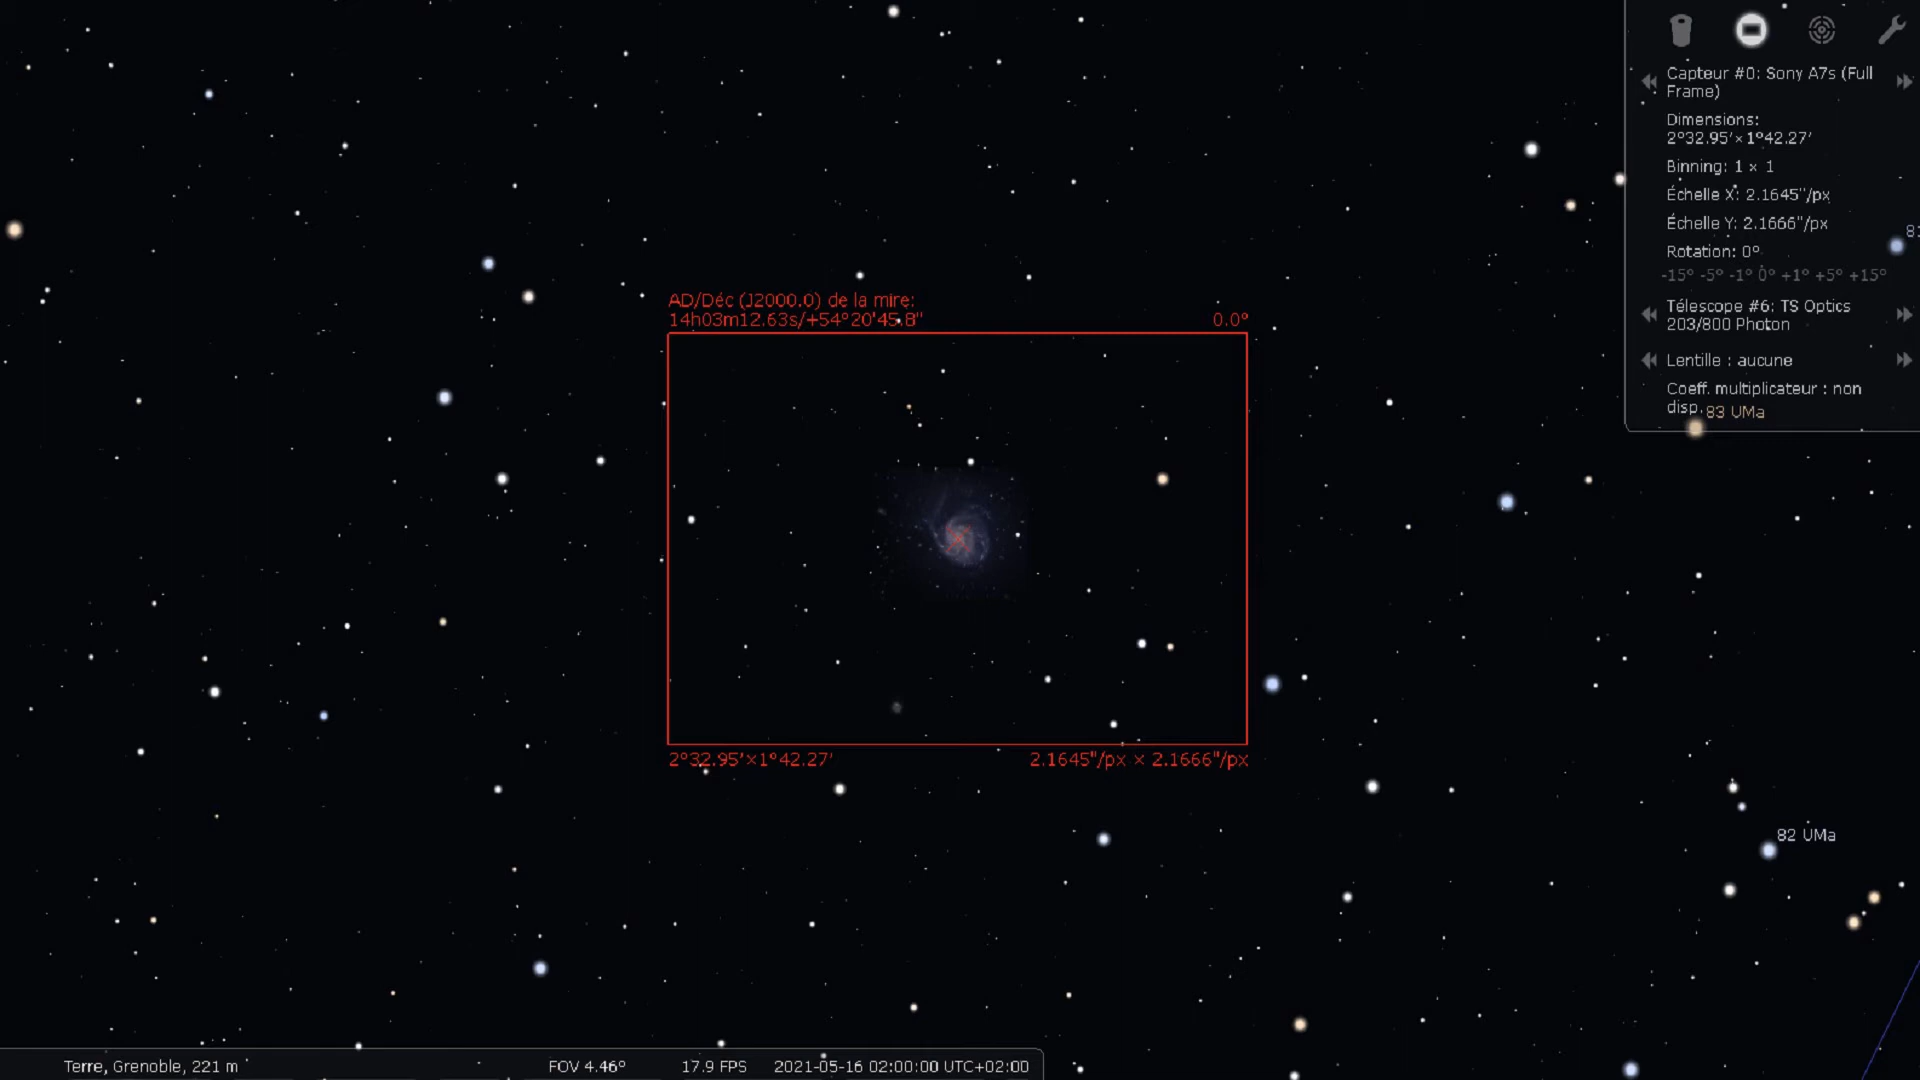 Capteur #0: Sony A7s (Full
Frame)
Dimensions:
2°32.95'×1°42.27'
Binning: 1 × 1
Échelle X: 2.1645"/px
Échelle Y: 2.1666"/px
Rotation: 0°
-15° -5° -1° 0° +1° +5° +15°
Télescope #6: TS Optics
203/800 Photon
Lentille : aucune
Coeff. multiplicateur : non
disp.
83 UMa
AD/Déc (J2000.0) de la mire:
14h03m12.63s/+54°20'45.8"
0.0°
2°32.95'×1°42.27'
2.1645"/px × 2.1666"/px
82 UMa
Terre, Grenoble, 221 m
FOV 4.46°
17.9 FPS
2021-05-16 02:00:00 UTC+02:00